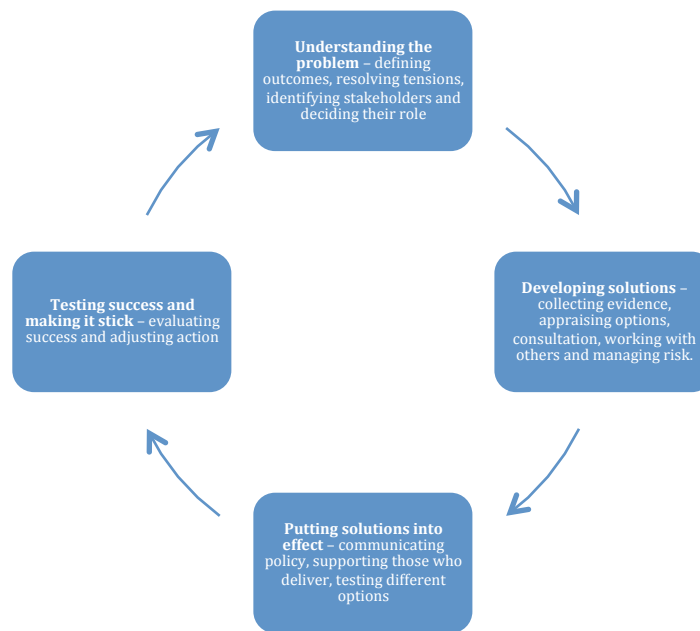 Understanding the
problem – defining
outcomes, resolving tensions,
identifying stakeholders and
deciding their role
Developing solutions –
collecting evidence,
appraising options,
consultation, working with
others and managing risk.
Putting solutions into
effect – communicating
policy, supporting those who
deliver, testing different
options
Testing success and
making it stick – evaluating
success and adjusting action